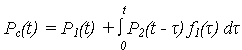 P_c(t) = P_1(t) + ∫_0^t P_2(t - τ) f_1(τ) dτ